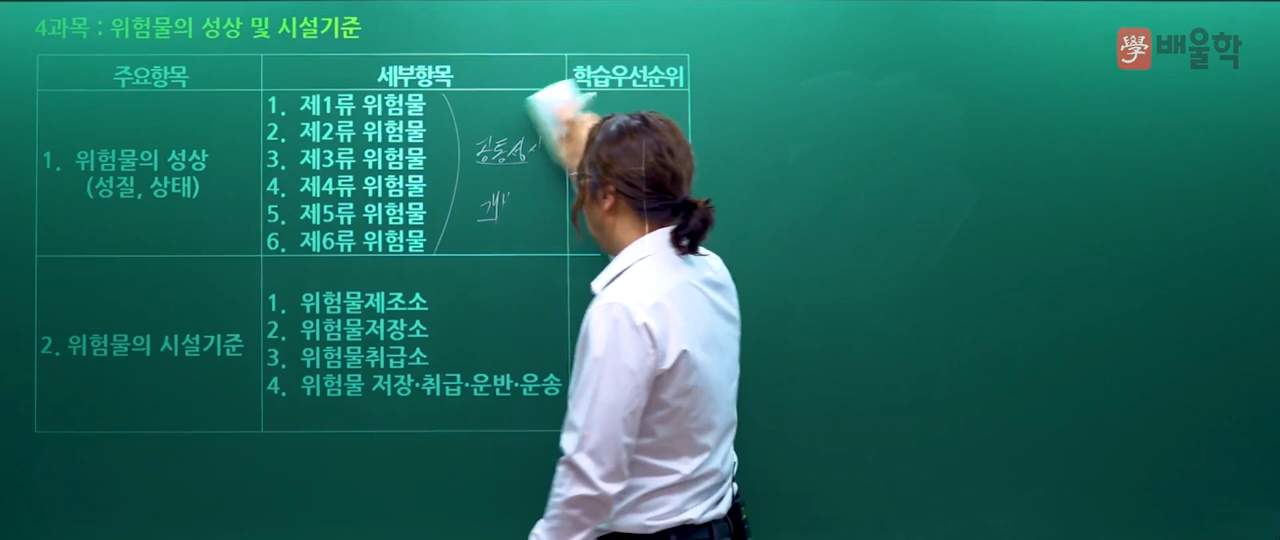 4과목 : 위험물의 성상 및 시설기준
學 배울학
주요항목 세부항목 학습우선순위
1. 위험물의 성상
(성질, 상태)
1. 제1류 위험물
2. 제2류 위험물
3. 제3류 위험물
4. 제4류 위험물
5. 제5류 위험물
6. 제6류 위험물
공통성
2. 위험물의 시설기준
1. 위험물제조소
2. 위험물저장소
3. 위험물취급소
4. 위험물 저장·취급·운반·운송